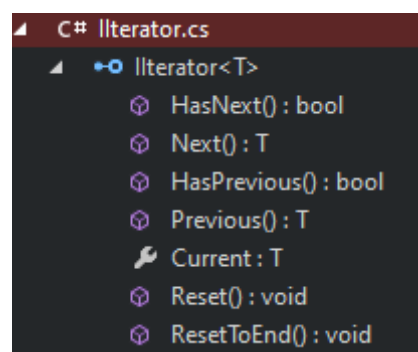 C# IIterator.cs
IIterator<T>
HasNext() : bool
Next() : T
HasPrevious() : bool
Previous() : T
Current : T
Reset() : void
ResetToEnd() : void